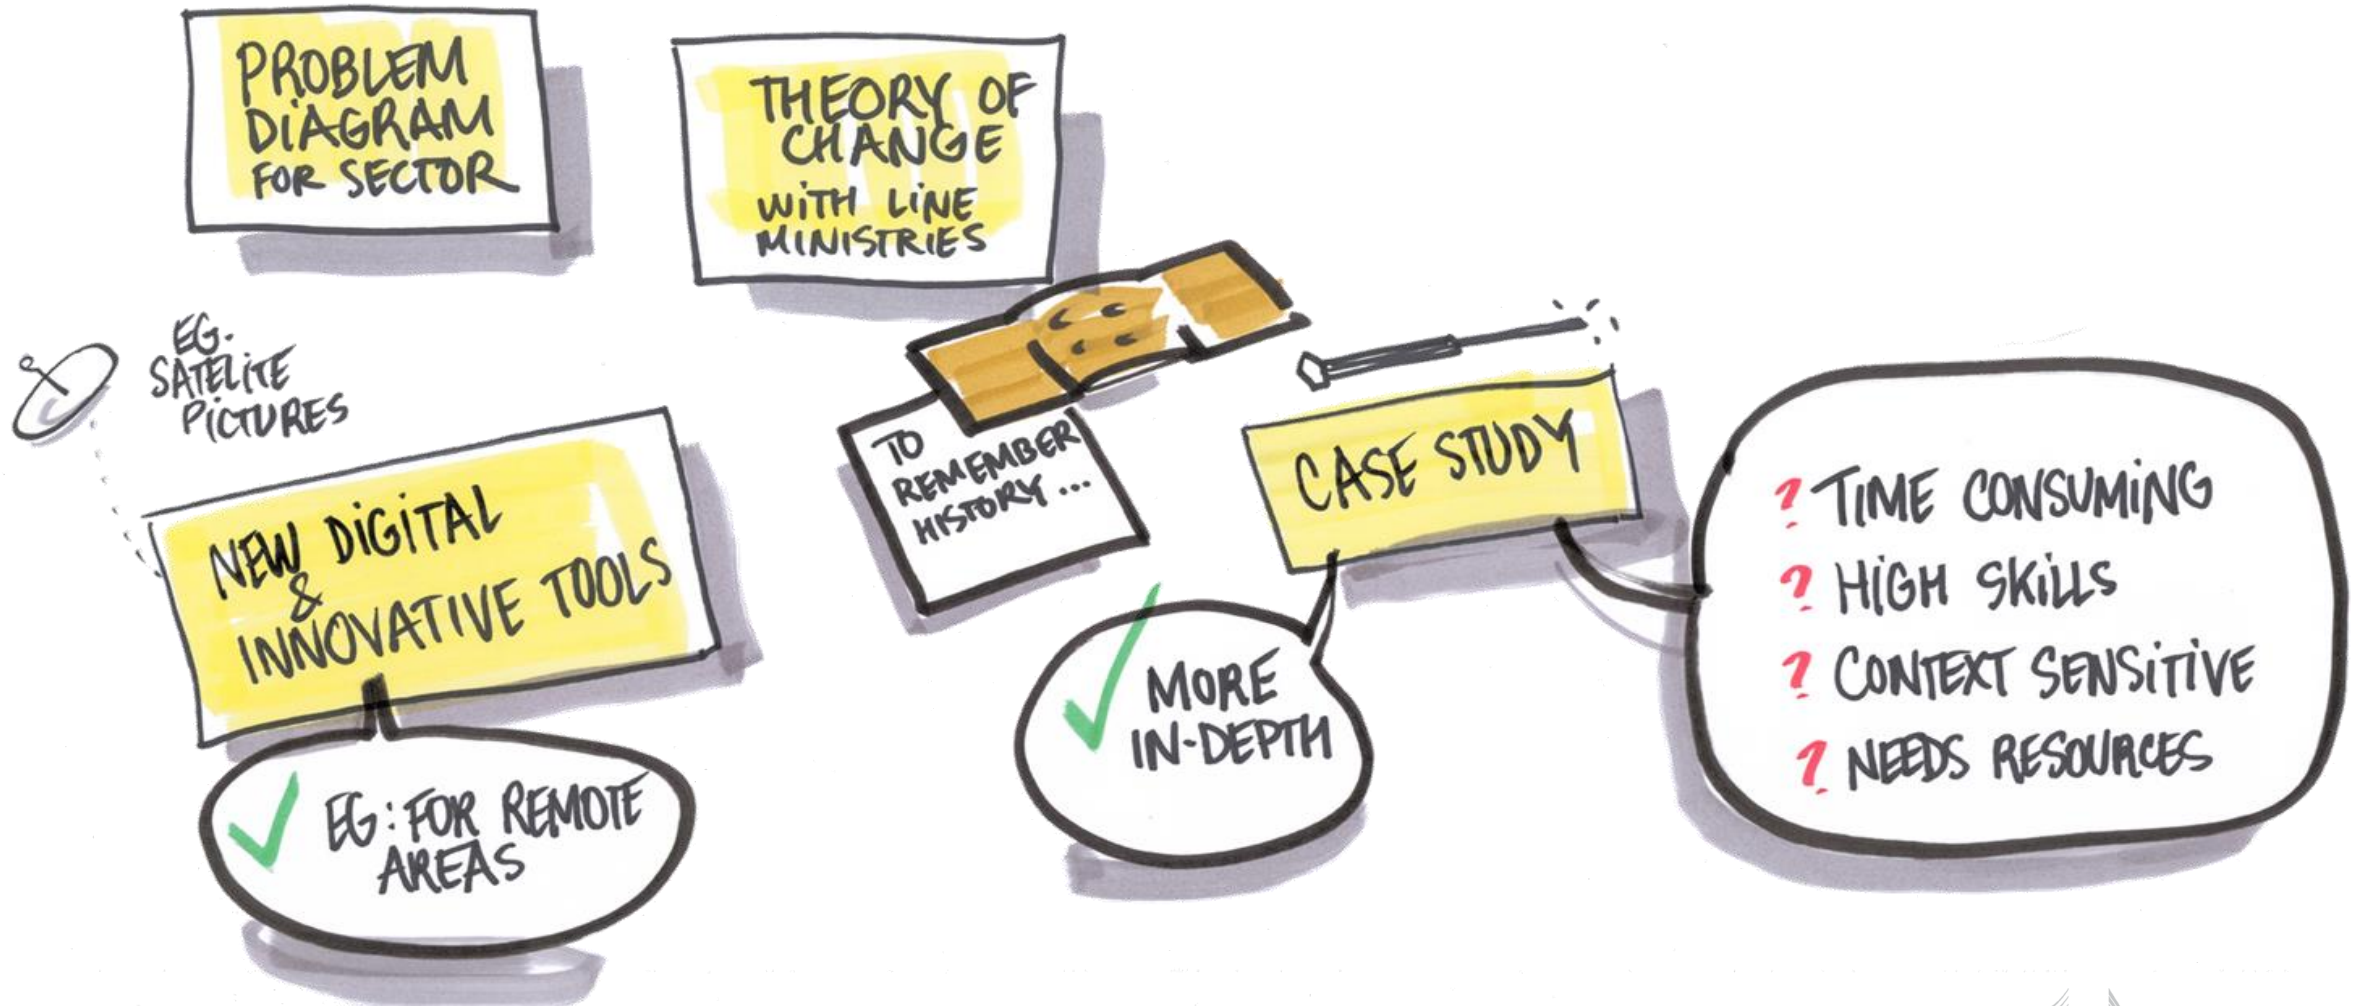 PROBLEM
DIAGRAM
FOR SECTOR
THEORY OF
CHANGE
WITH LINE
MINISTRIES
EG.
SATELITE
PICTURES
NEW DIGITAL
&
INNOVATIVE TOOLS
EG: FOR REMOTE
AREAS
TO
REMEMBER
HISTORY...
CASE STUDY
MORE
IN-DEPTH
? TIME CONSUMING
? HIGH SKILLS
? CONTEXT SENSITIVE
? NEEDS RESOURCES